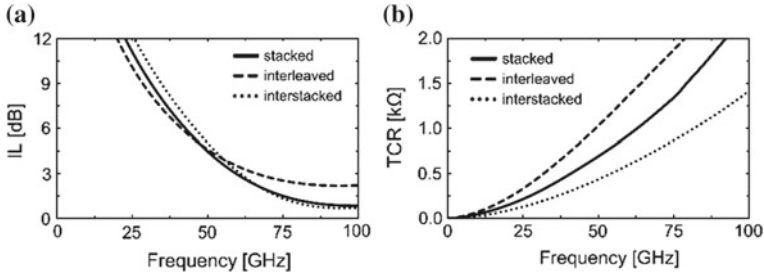 (a)
12
9
6
3
0
IL [dB]
stacked
interleaved
interstacked
0 25 50 75 100
Frequency [GHz]
(b)
2.0
1.5
1.0
0.5
0.0
TCR [kΩ]
stacked
interleaved
interstacked
0 25 50 75 100
Frequency [GHz]